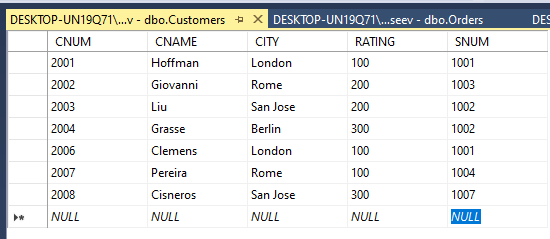 DESKTOP-UN19Q71\...v - dbo.Customers DESKTOP-UN19Q71\...seev - dbo.Orders DE
CNUM CNAME CITY RATING SNUM
2001 Hoffman London 100 1001
2002 Giovanni Rome 200 1003
2003 Liu San Jose 200 1002
2004 Grasse Berlin 300 1002
2006 Clemens London 100 1001
2007 Pereira Rome 100 1004
2008 Cisneros San Jose 300 1007
NULL NULL NULL NULL NULL